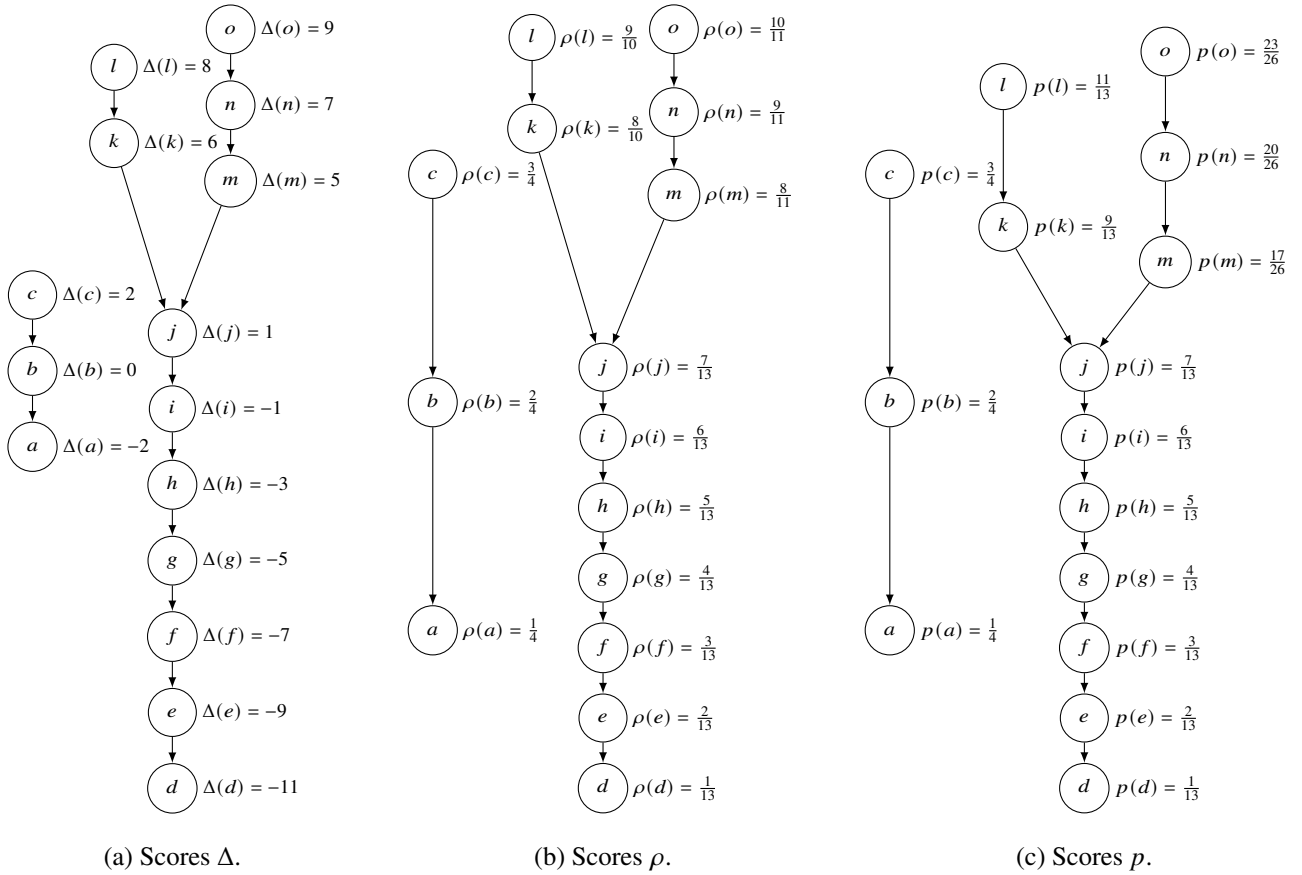 o Δ(o) = 9
l Δ(l) = 8
n Δ(n) = 7
k Δ(k) = 6
m Δ(m) = 5
c Δ(c) = 2
j Δ(j) = 1
b Δ(b) = 0
i Δ(i) = −1
a Δ(a) = −2
h Δ(h) = −3
g Δ(g) = −5
f Δ(f) = −7
e Δ(e) = −9
d Δ(d) = −11
(a) Scores Δ.
l ρ(l) = 9/10
o ρ(o) = 10/11
n ρ(n) = 9/11
k ρ(k) = 8/10
c ρ(c) = 3/4
m ρ(m) = 8/11
j ρ(j) = 7/13
b ρ(b) = 2/4
i ρ(i) = 6/13
h ρ(h) = 5/13
g ρ(g) = 4/13
a ρ(a) = 1/4
f ρ(f) = 3/13
e ρ(e) = 2/13
d ρ(d) = 1/13
(b) Scores ρ.
o p(o) = 23/26
l p(l) = 11/13
n p(n) = 20/26
c p(c) = 3/4
k p(k) = 9/13
m p(m) = 17/26
j p(j) = 7/13
b p(b) = 2/4
i p(i) = 6/13
h p(h) = 5/13
g p(g) = 4/13
a p(a) = 1/4
f p(f) = 3/13
e p(e) = 2/13
d p(d) = 1/13
(c) Scores p.